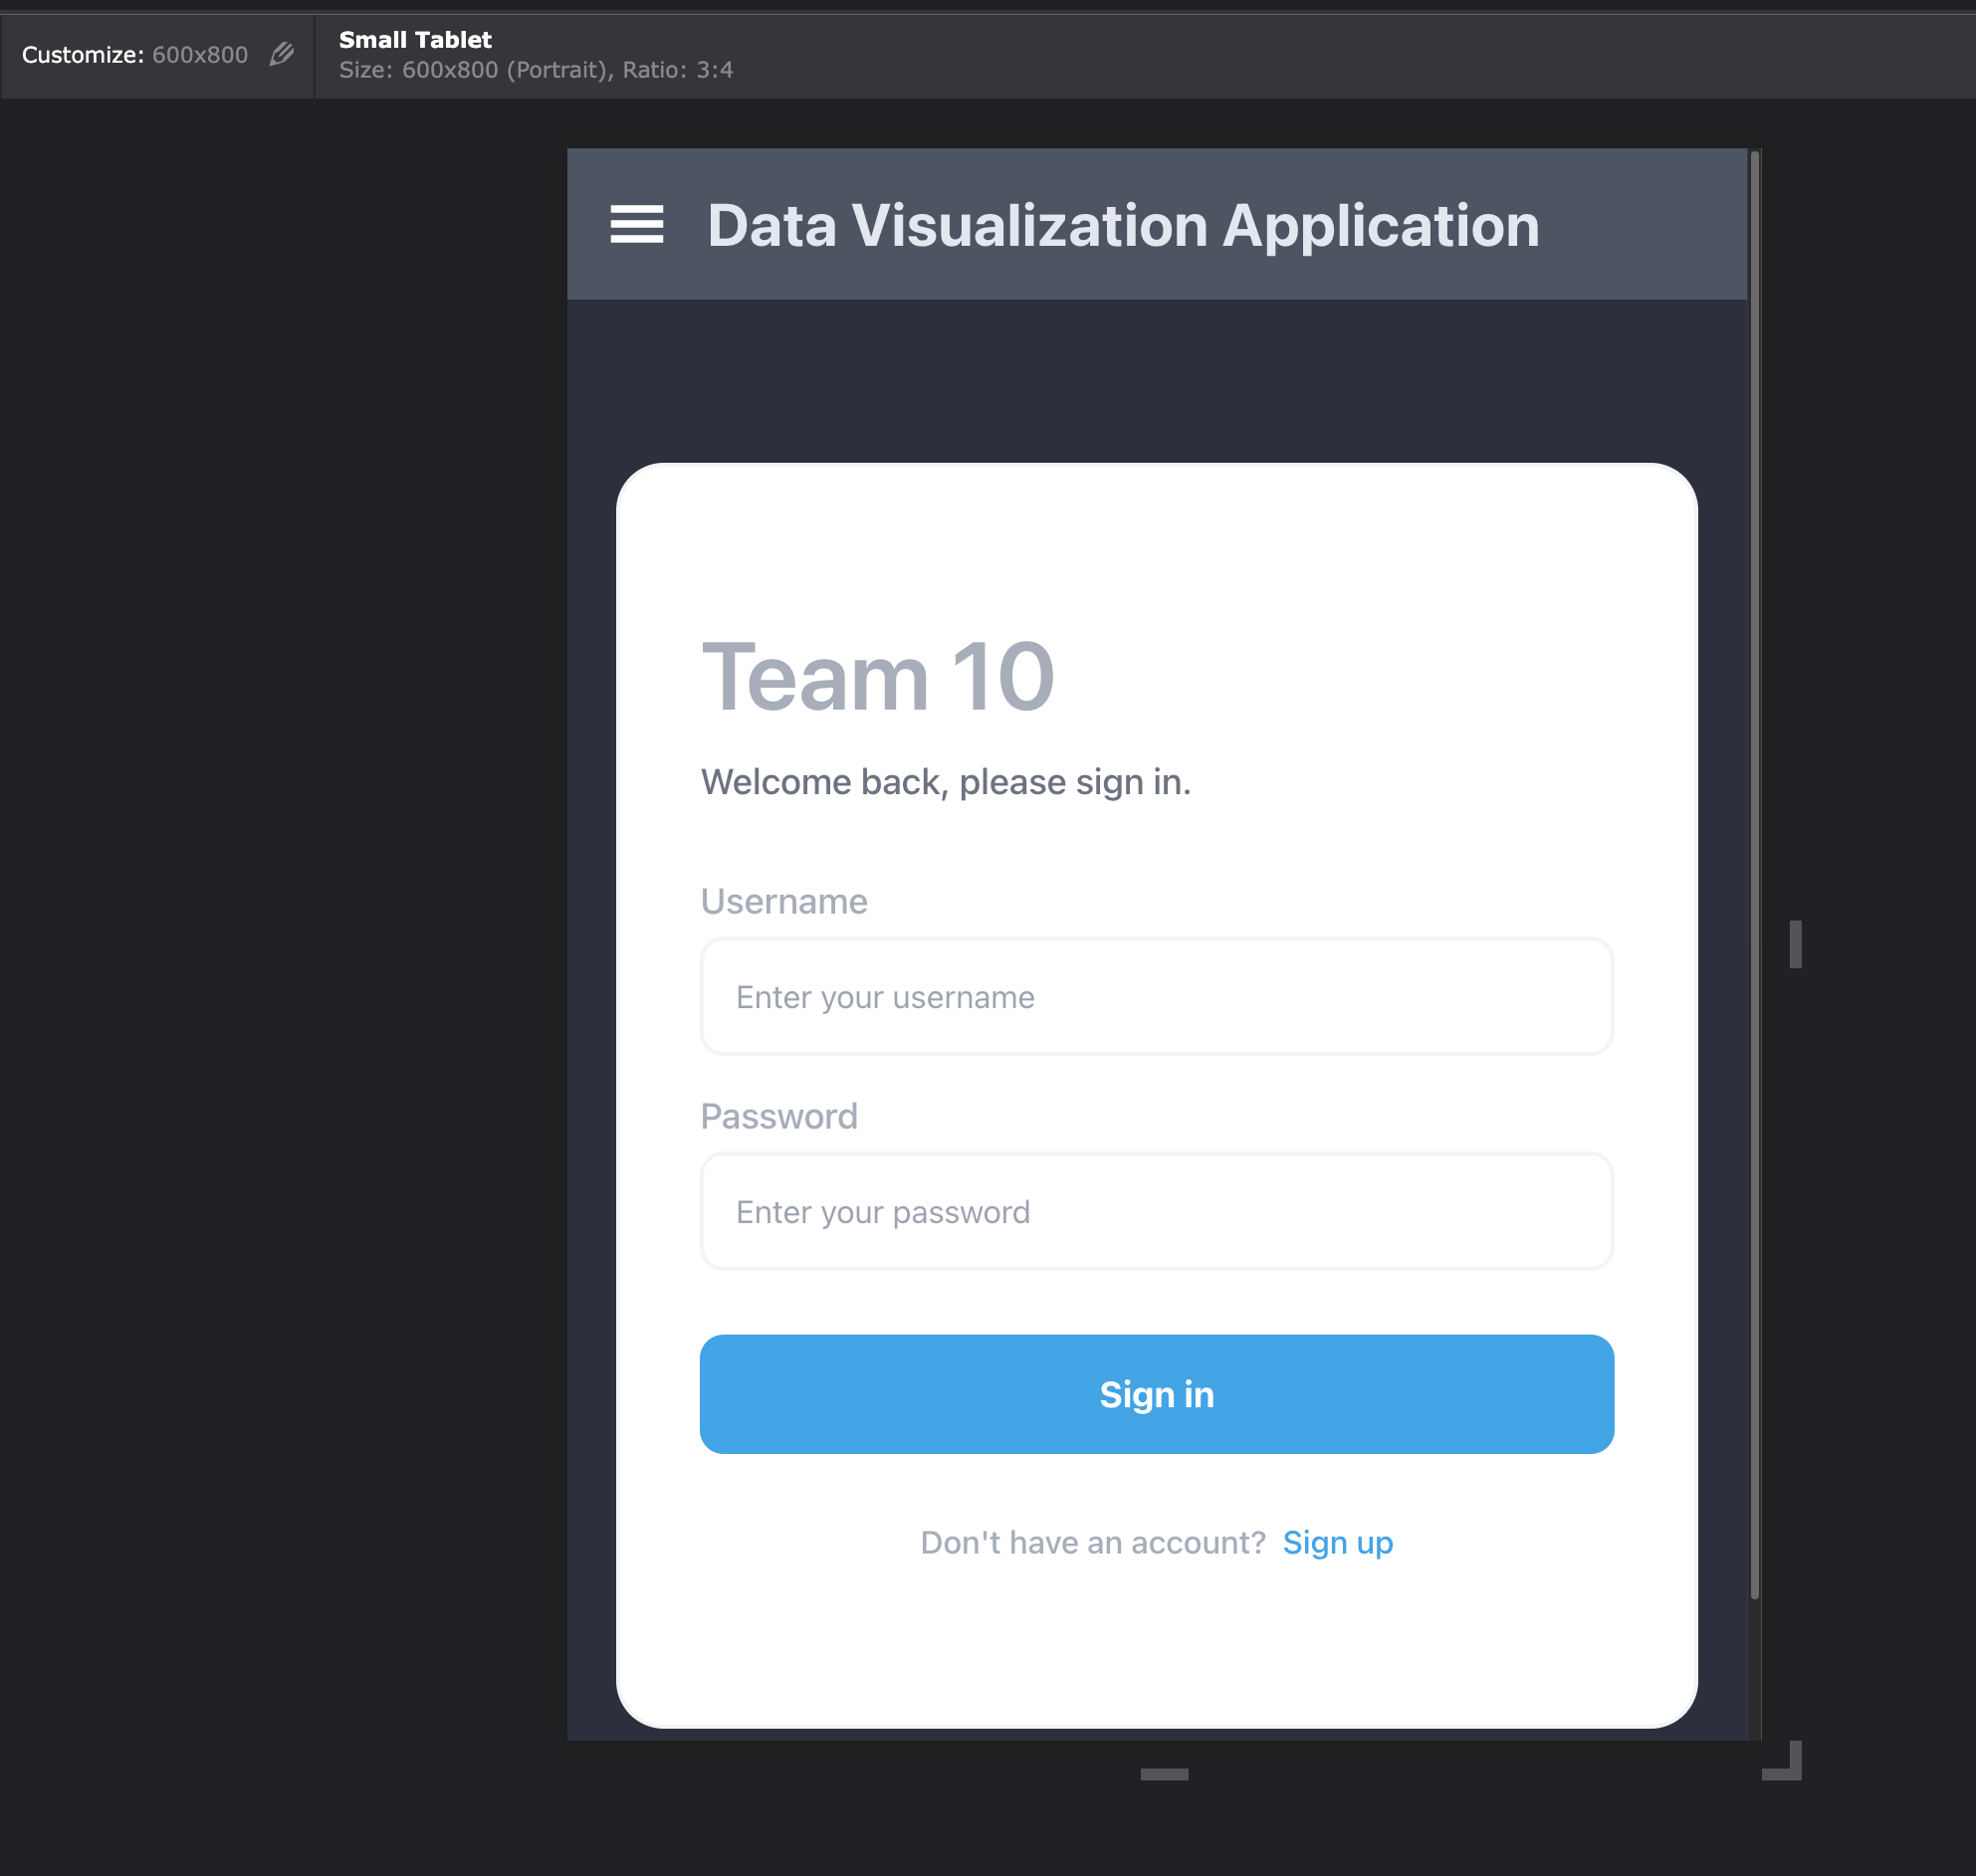 Customize: 600x800
Small Tablet
Size: 600x800 (Portrait), Ratio: 3:4
Data Visualization Application
Team 10
Welcome back, please sign in.
Username
Enter your username
Password
Enter your password
Sign in
Don't have an account? Sign up